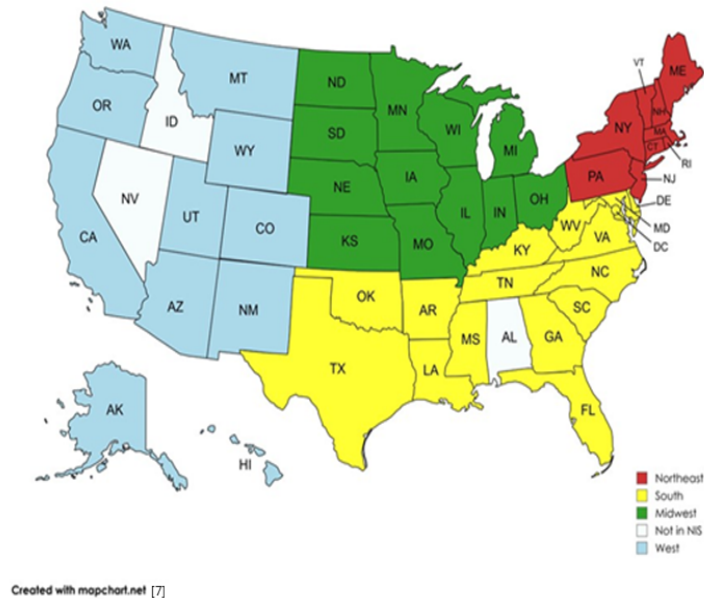 WA
MT
ND
MN
VT
ME
OR
ID
SD
WI
NY
NH
MA
WY
MI
CT
RI
NE
IA
PA
NJ
NV
UT
IL
IN
OH
DE
CA
CO
KS
MO
WV
VA
MD
KY
DC
NC
TN
AZ
NM
OK
AR
SC
MS
AL
GA
TX
LA
AK
FL
HI
Northeast
South
Midwest
Not in NIS
West
Created with mapchart.net [7]